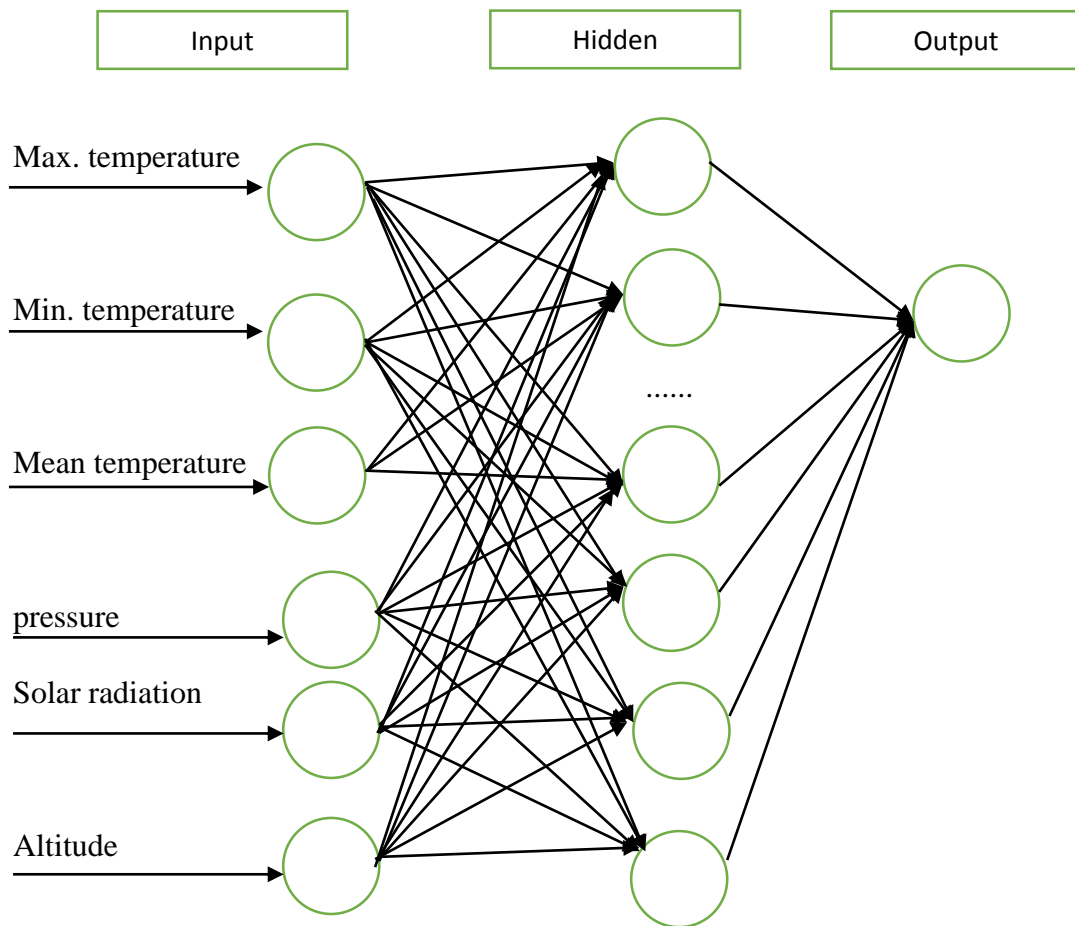 Input
Hidden
Output
Max. temperature
Min. temperature
......
Mean temperature
pressure
Solar radiation
Altitude